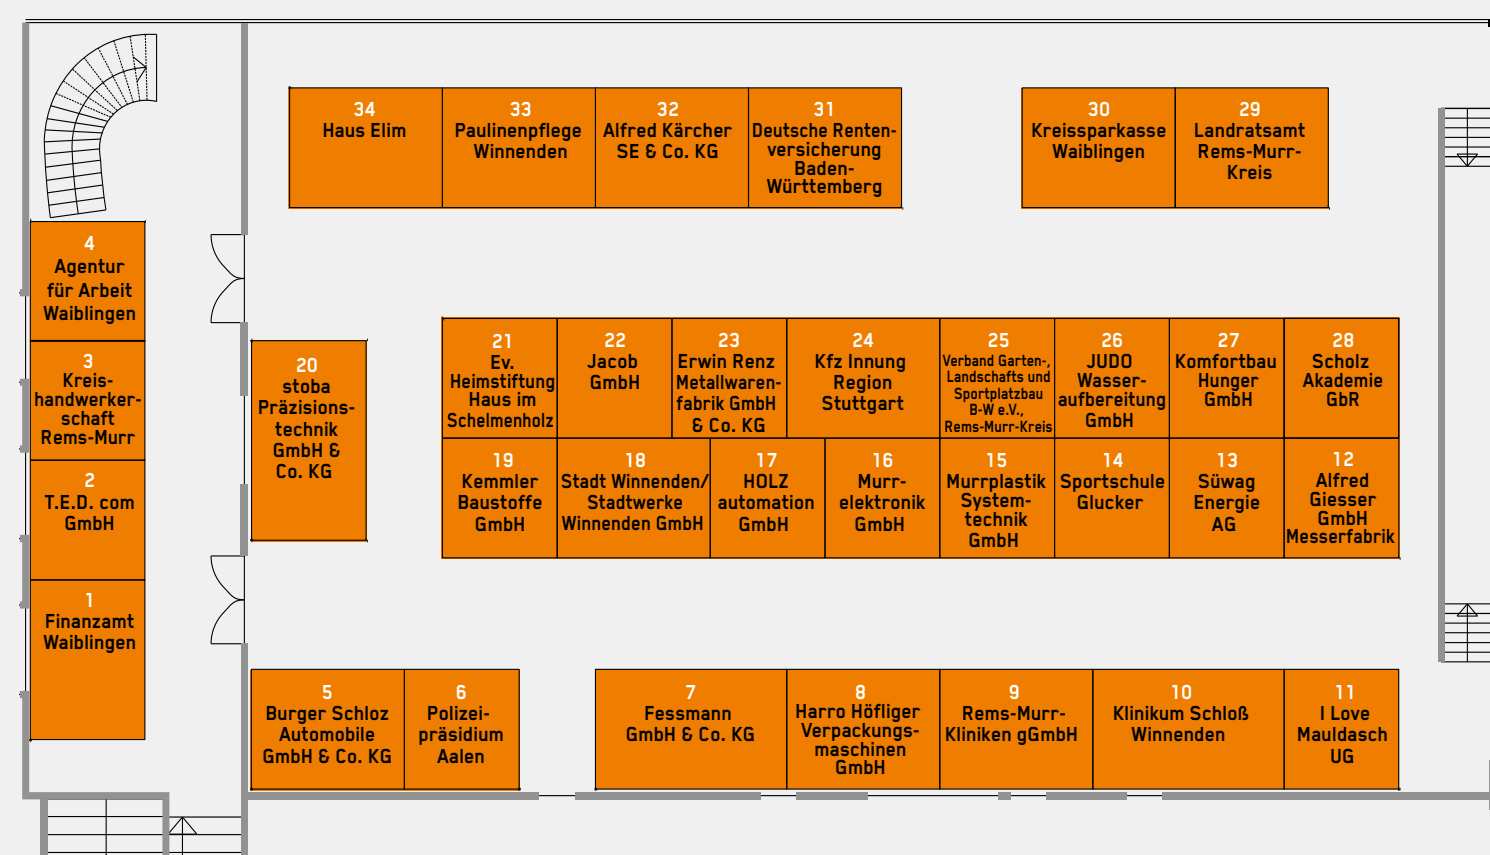 34
Haus Elim
33
Paulinenpflege
Winnenden
32
Alfred Kärcher
SE & Co. KG
31
Deutsche Renten-
versicherung
Baden-
Württemberg
30
Kreissparkasse
Waiblingen
29
Landratsamt
Rems-Murr-
Kreis
4
Agentur
für Arbeit
Waiblingen
3
Kreis-
handwerker-
schaft
Rems-Murr
2
T.E.D. com
GmbH
1
Finanzamt
Waiblingen
20
stoba
Präzisions-
technik
GmbH &
Co. KG
21
Ev.
Heimstiftung
Haus im
Schelmenholz
22
Jacob
GmbH
23
Erwin Renz
Metallwaren-
fabrik GmbH
& Co. KG
24
Kfz Innung
Region
Stuttgart
25
Verband Garten-,
Landschafts und
Sportplatzbau
B-W e.V.,
Rems-Murr-Kreis
26
JUDO
Wasser-
aufbereitung
GmbH
27
Komfortbau
Hunger
GmbH
28
Scholz
Akademie
GbR
19
Kemmler
Baustoffe
GmbH
18
Stadt Winnenden/
Stadtwerke
Winnenden GmbH
17
HOLZ
automation
GmbH
16
Murr-
elektronik
GmbH
15
Murrplastik
System-
technik
GmbH
14
Sportschule
Glucker
13
Süwag
Energie
AG
12
Alfred
Giesser
GmbH
Messerfabrik
5
Burger Schloz
Automobile
GmbH & Co. KG
6
Polizei-
präsidium
Aalen
7
Fessmann
GmbH & Co. KG
8
Harro Höfliger
Verpackungs-
maschinen
GmbH
9
Rems-Murr-
Kliniken gGmbH
10
Klinikum Schloß
Winnenden
11
I Love
Mauldasch
UG